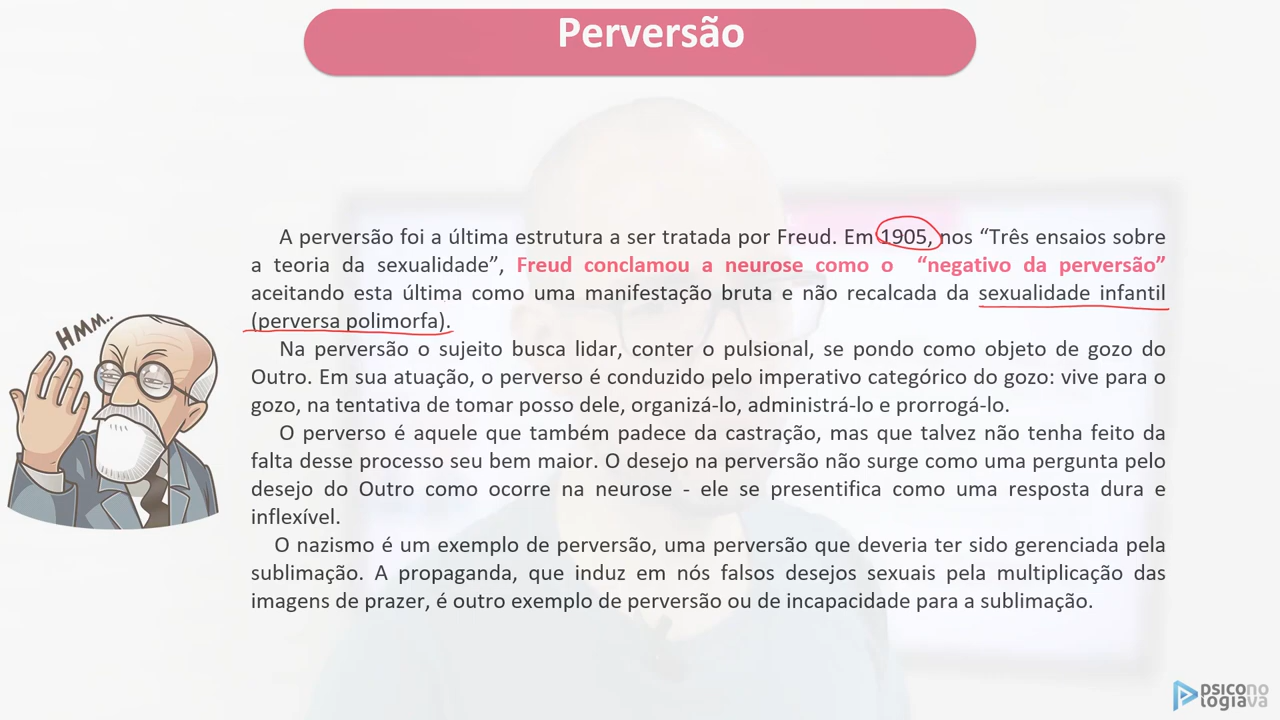 Perversão
A perversão foi a última estrutura a ser tratada por Freud. Em 1905, nos “Três ensaios sobre
a teoria da sexualidade”, Freud conclamou a neurose como o “negativo da perversão”
aceitando esta última como uma manifestação bruta e não recalcada da sexualidade infantil
(perversa polimorfa).
Na perversão o sujeito busca lidar, conter o pulsional, se pondo como objeto de gozo do
Outro. Em sua atuação, o perverso é conduzido pelo imperativo categórico do gozo: vive para o
gozo, na tentativa de tomar posso dele, organizá-lo, administrá-lo e prorrogá-lo.
O perverso é aquele que também padece da castração, mas que talvez não tenha feito da
falta desse processo seu bem maior. O desejo na perversão não surge como uma pergunta pelo
desejo do Outro como ocorre na neurose - ele se presentifica como uma resposta dura e
inflexível.
O nazismo é um exemplo de perversão, uma perversão que deveria ter sido gerenciada pela
sublimação. A propaganda, que induz em nós falsos desejos sexuais pela multiplicação das
imagens de prazer, é outro exemplo de perversão ou de incapacidade para a sublimação.
HMM..
psicono
logiava